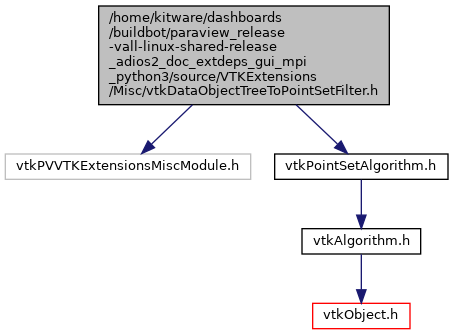 /home/kitware/dashboards
/buildbot/paraview_release
-vall-linux-shared-release
_adios2_doc_extdeps_gui_mpi
_python3/source/VTKExtensions
/Misc/vtkDataObjectTreeToPointSetFilter.h
vtkPVVTKExtensionsMiscModule.h
vtkPointSetAlgorithm.h
vtkAlgorithm.h
vtkObject.h